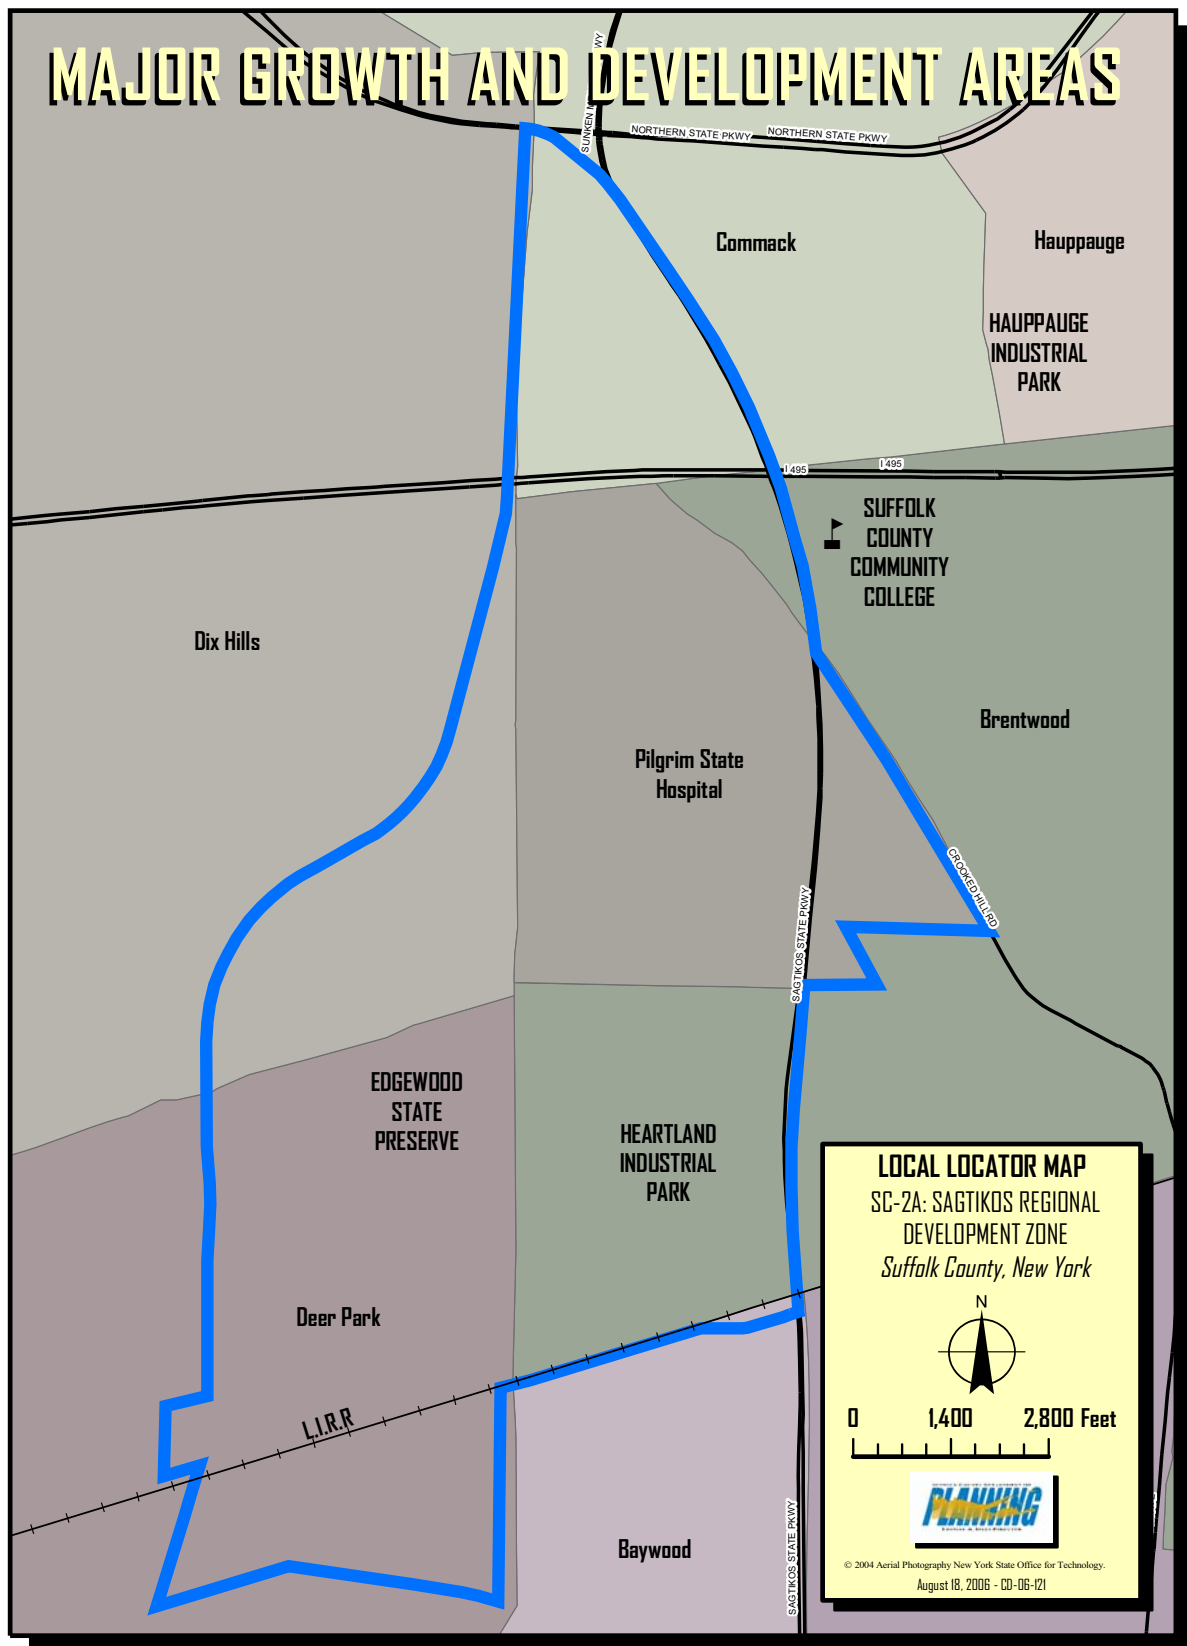 MAJOR GROWTH AND DEVELOPMENT AREAS
NORTHERN STATE PKWY
NORTHERN STATE PKWY
Commack
Hauppauge
HAUPPAUGE
INDUSTRIAL
PARK
I 495
I 495
SUFFOLK
COUNTY
COMMUNITY
COLLEGE
Dix Hills
Brentwood
Pilgrim State
Hospital
CROOKED HILL RD
SAGTIKOS STATE PKWY
EDGEWOOD
STATE
PRESERVE
HEARTLAND
INDUSTRIAL
PARK
Deer Park
L.I.R.R
Baywood
SAGTIKOS STATE PKWY
LOCAL LOCATOR MAP
SC-2A: SAGTIKOS REGIONAL
DEVELOPMENT ZONE
Suffolk County, New York
N
0 1,400 2,800 Feet
PLANNING
© 2004 Aerial Photography New York State Office for Technology.
August 18, 2006 - CD-06-121